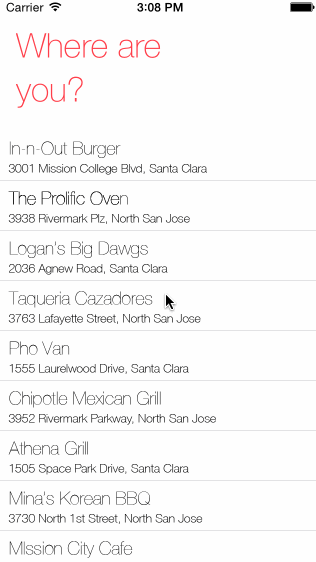 Carrier 3:08 PM
Where are
you?
In-n-Out Burger
3001 Mission College Blvd, Santa Clara
The Prolific Oven
3938 Rivermark Plz, North San Jose
Logan's Big Dawgs
2036 Agnew Road, Santa Clara
Taqueria Cazadores
3763 Lafayette Street, North San Jose
Pho Van
1555 Laurelwood Drive, Santa Clara
Chipotle Mexican Grill
3952 Rivermark Parkway, North San Jose
Athena Grill
1505 Space Park Drive, Santa Clara
Mina's Korean BBQ
3730 North 1st Street, North San Jose
MIssion City Cafe